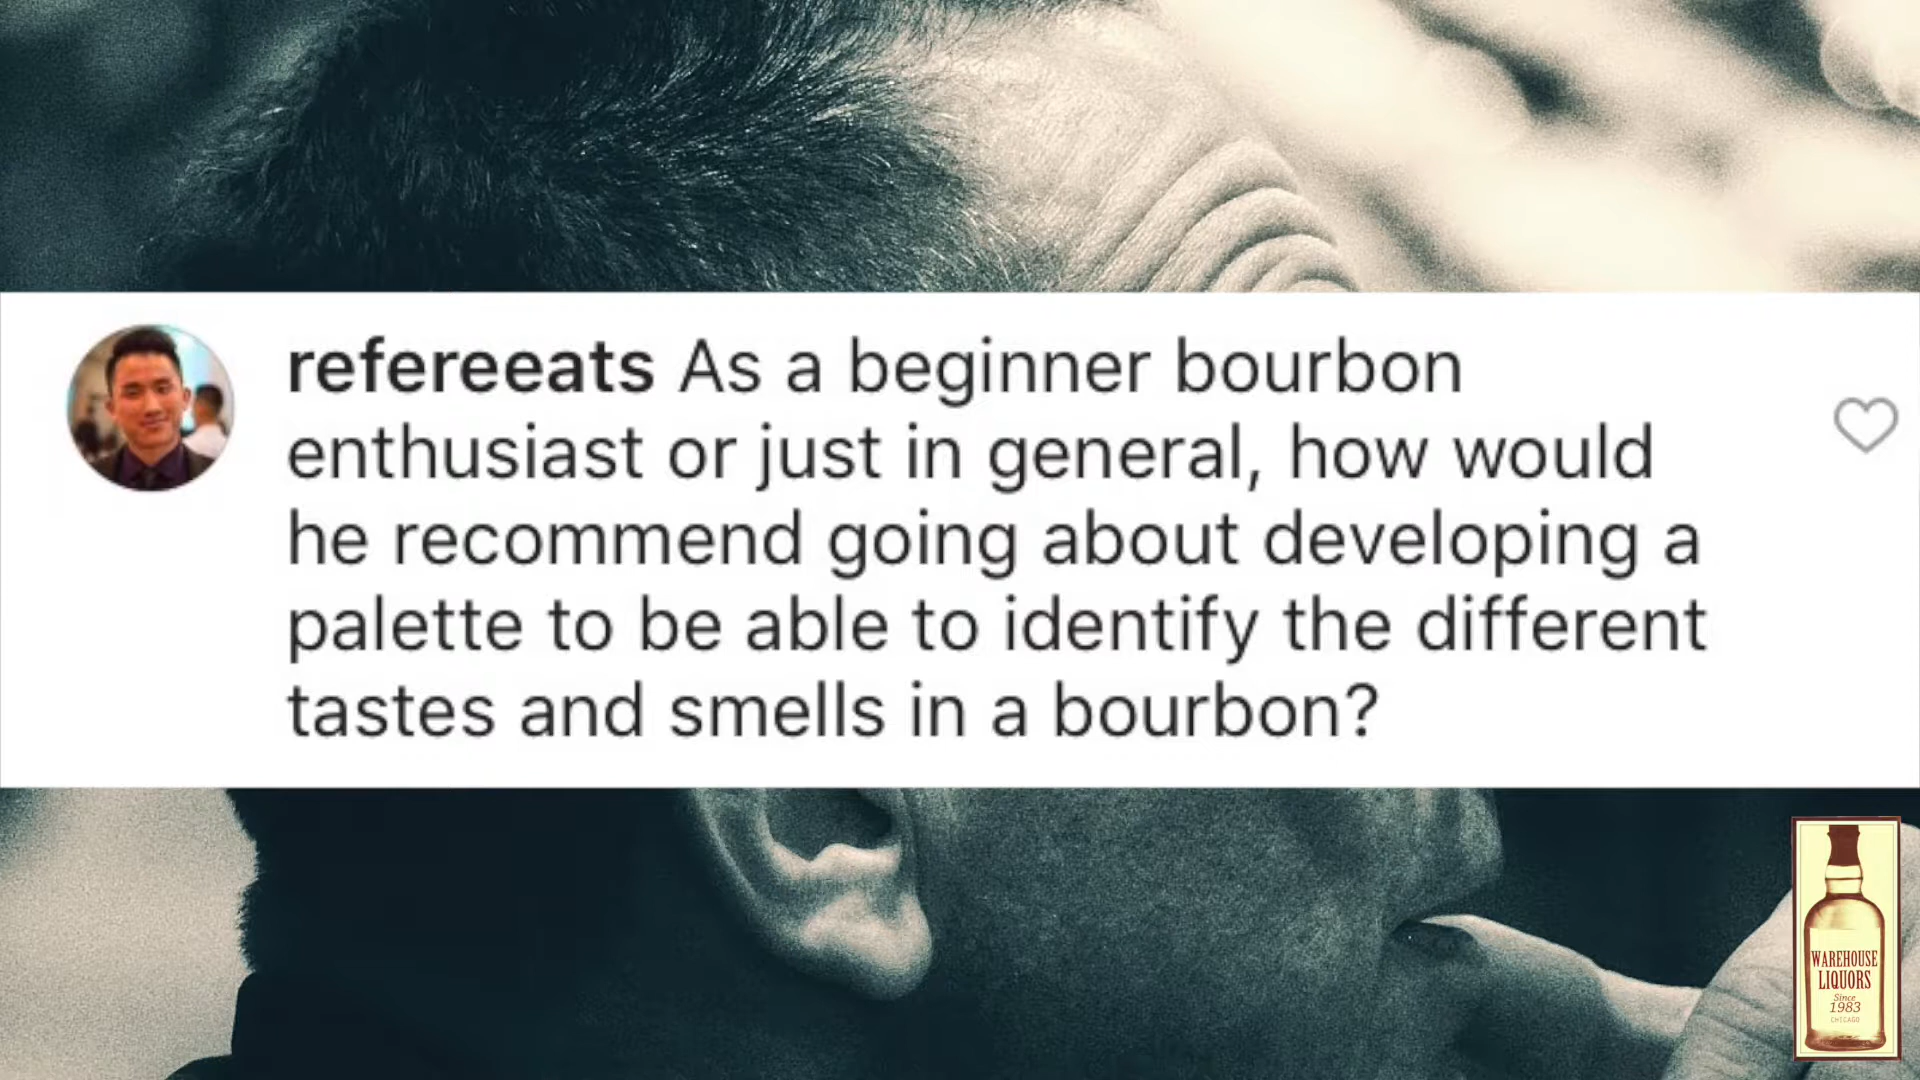 refereeats As a beginner bourbon
enthusiast or just in general, how would
he recommend going about developing a
palette to be able to identify the different
tastes and smells in a bourbon?
WAREHOUSE
LIQUORS
Since
1983
CHICAGO